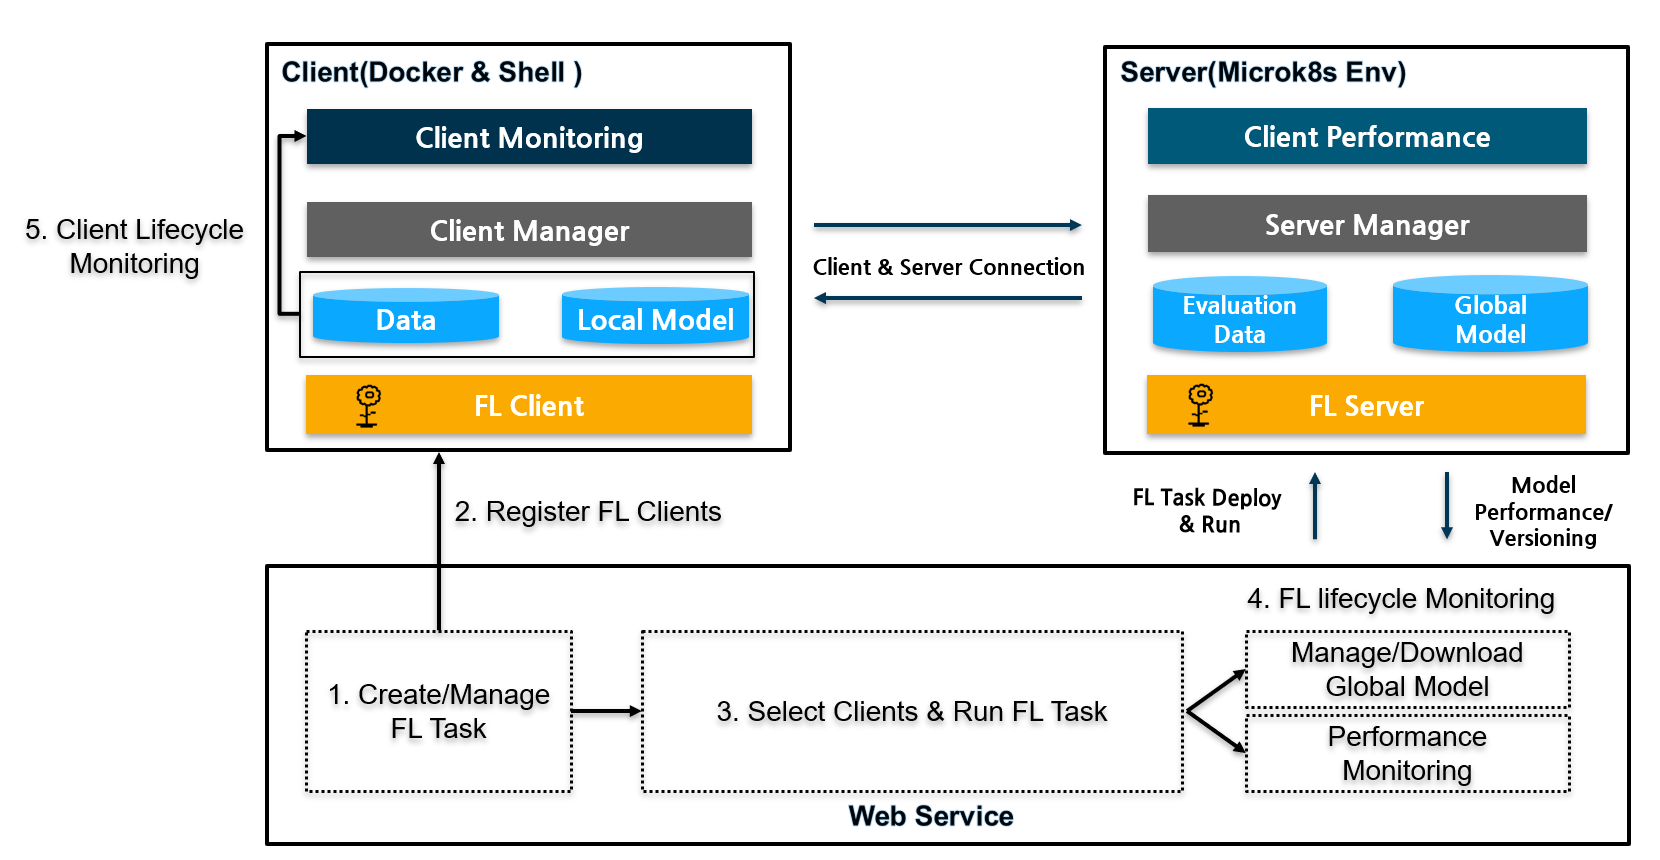 Client(Docker & Shell )
Client Monitoring
Client Manager
Data
Local Model
FL Client
5. Client Lifecycle
Monitoring
Client & Server Connection
Server(Microk8s Env)
Client Performance
Server Manager
Evaluation
Data
Global
Model
FL Server
2. Register FL Clients
FL Task Deploy
& Run
Model
Performance/
Versioning
1. Create/Manage
FL Task
3. Select Clients & Run FL Task
4. FL lifecycle Monitoring
Manage/Download
Global Model
Performance
Monitoring
Web Service